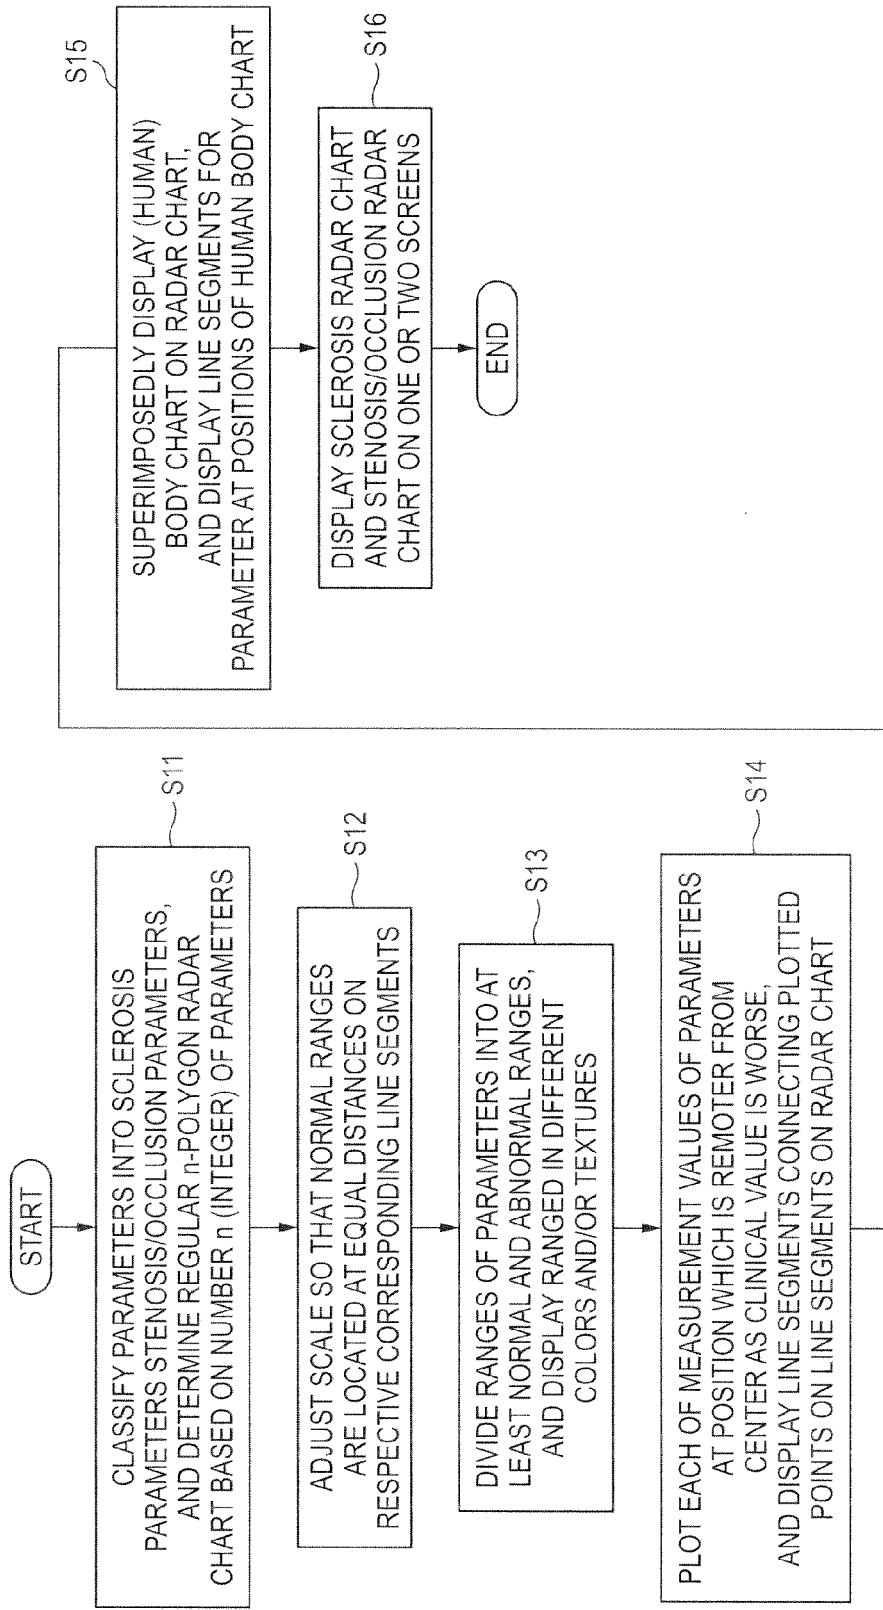 START
S11
CLASSIFY PARAMETERS INTO SCLEROSIS
PARAMETERS STENOSIS/OCCLUSION PARAMETERS,
AND DETERMINE REGULAR n-POLYGON RADAR
CHART BASED ON NUMBER n (INTEGER) OF PARAMETERS
S12
ADJUST SCALE SO THAT NORMAL RANGES
ARE LOCATED AT EQUAL DISTANCES ON
RESPECTIVE CORRESPONDING LINE SEGMENTS
S13
DIVIDE RANGES OF PARAMETERS INTO AT
LEAST NORMAL AND ABNORMAL RANGES,
AND DISPLAY RANGED IN DIFFERENT
COLORS AND/OR TEXTURES
S14
PLOT EACH OF MEASUREMENT VALUES OF PARAMETERS
AT POSITION WHICH IS REMOTER FROM
CENTER AS CLINICAL VALUE IS WORSE,
AND DISPLAY LINE SEGMENTS CONNECTING PLOTTED
POINTS ON LINE SEGMENTS ON RADAR CHART
S15
SUPERIMPOSEDLY DISPLAY (HUMAN)
BODY CHART ON RADAR CHART,
AND DISPLAY LINE SEGMENTS FOR
PARAMETER AT POSITIONS OF HUMAN BODY CHART
S16
DISPLAY SCLEROSIS RADAR CHART
AND STENOSIS/OCCLUSION RADAR
CHART ON ONE OR TWO SCREENS
END